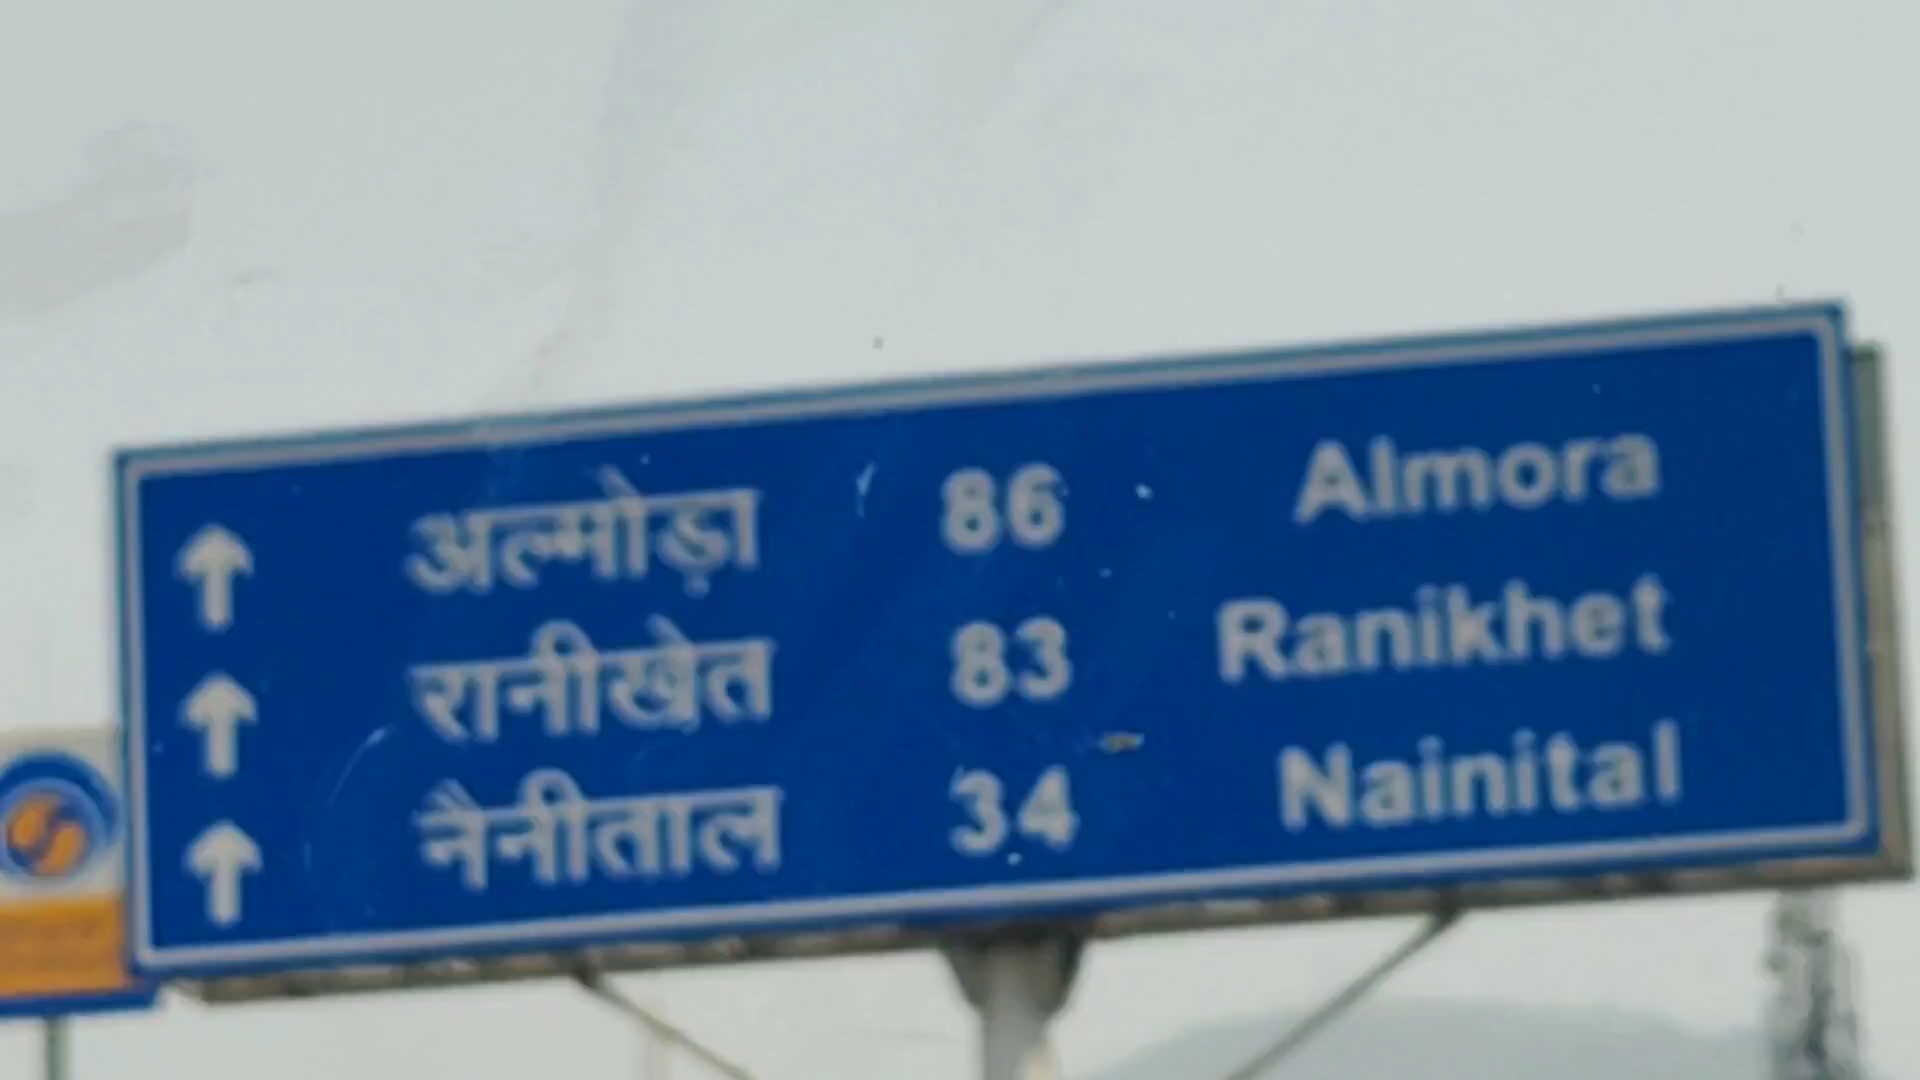 ↑ अल्मोड़ा 86 Almora
↑ रानीखेत 83 Ranikhet
↑ नैनीताल 34 Nainital